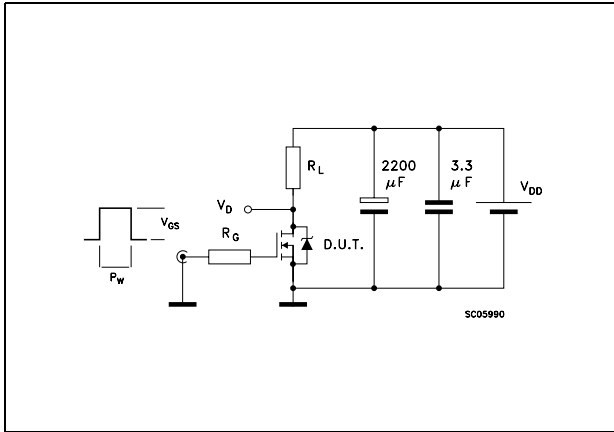 R_L
2200
μF
3.3
μF
V_DD
V_D
V_GS
R_G
D.U.T.
P_W
SC05990